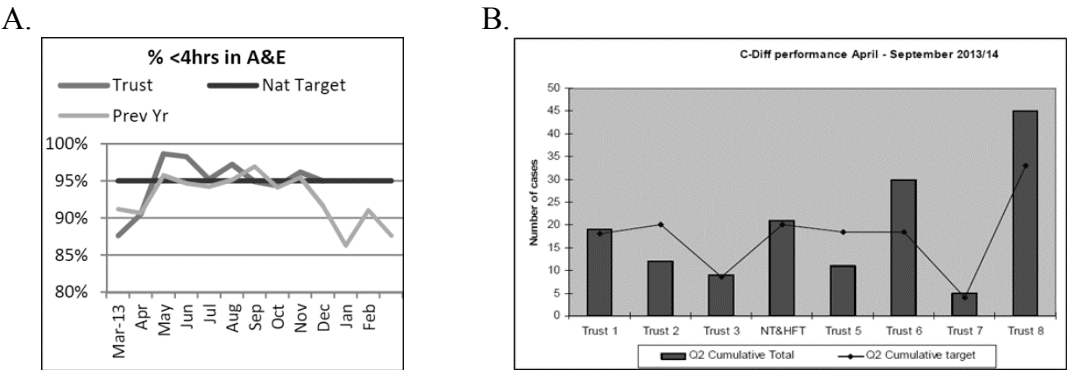 A.
% <4hrs in A&E
Trust
Nat Target
Prev Yr
100%
95%
90%
85%
80%
Mar-13
Apr
May
Jun
Jul
Aug
Sep
Oct
Nov
Dec
Jan
Feb
B.
C-Diff performance April - September 2013/14
Number of cases
50
45
40
35
30
25
20
15
10
5
0
Trust 1 Trust 2 Trust 3 NT&HFT Trust 5 Trust 6 Trust 7 Trust 8
Q2 Cumulative Total Q2 Cumulative target